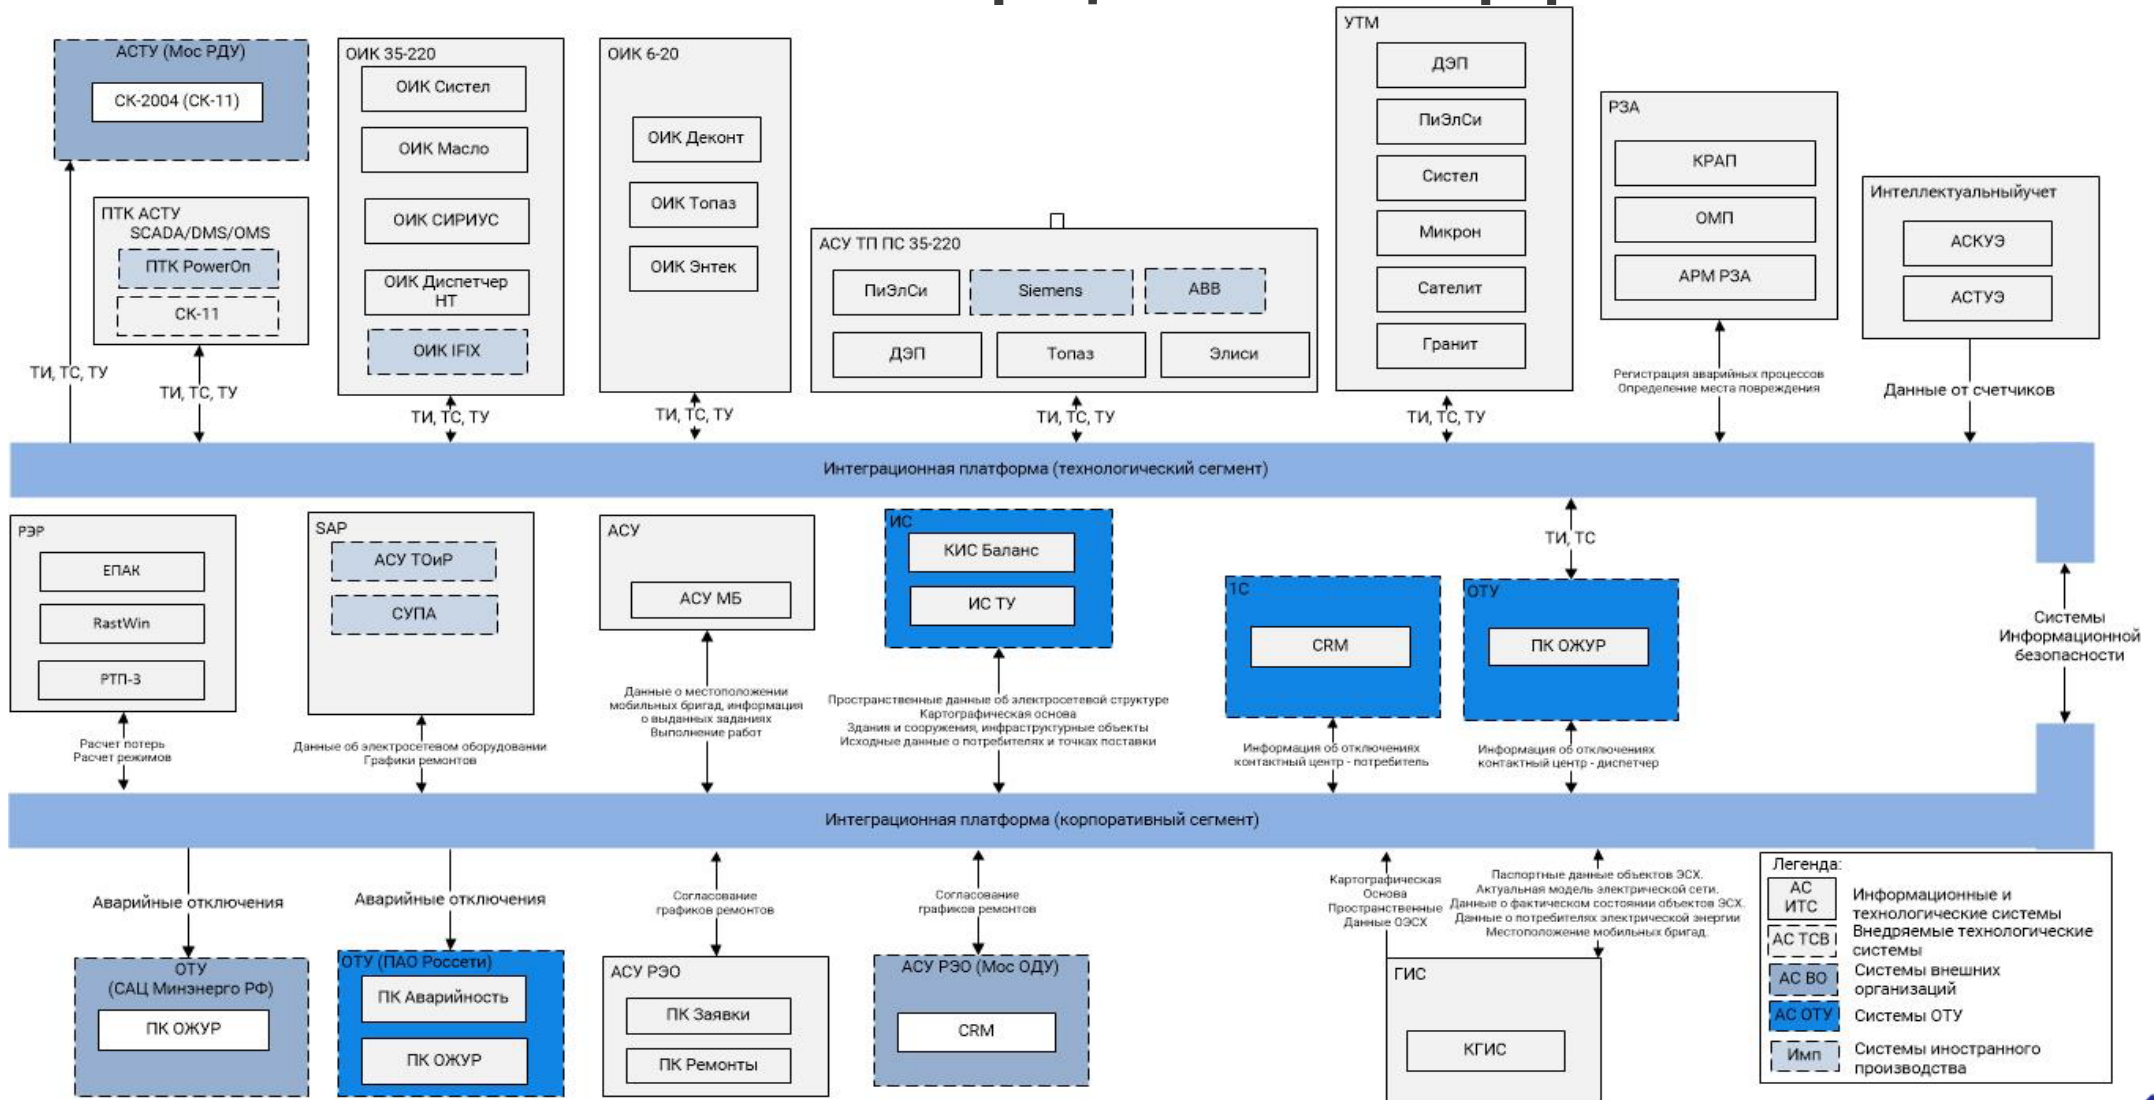 АСТУ (Мос РДУ)
СК-2004 (СК-11)
ПТК АСТУ
SCADA/DMS/OMS
ПТК PowerOn
СК-11
ТИ, ТС, ТУ
ТИ, ТС, ТУ
ОИК 35-220
ОИК Систел
ОИК Масло
ОИК СИРИУС
ОИК Диспетчер
НТ
ОИК IFIX
ТИ, ТС, ТУ
ОИК 6-20
ОИК Деконт
ОИК Топаз
ОИК Энтек
ТИ, ТС, ТУ
АСУ ТП ПС 35-220
ПиЭлСи
Siemens
ABB
ДЭП
Топаз
Элиси
ТИ, ТС, ТУ
УТМ
ДЭП
ПиЭлСи
Систел
Микрон
Сателит
Гранит
ТИ, ТС, ТУ
РЗА
КРАП
ОМП
АРМ РЗА
Регистрация аварийных процессов
Определение места повреждения
Интеллектуальныйучет
АСКУЭ
АСТУЭ
Данные от счетчиков
Интеграционная платформа (технологический сегмент)
РЭР
ЕПАК
RastWin
РТП-3
Расчет потерь
Расчет режимов
SAP
АСУ ТОиР
СУПА
Данные об электросетевом оборудовании
Графики ремонтов
АСУ
АСУ МБ
Данные о местоположении
мобильных бригад, информация
о выданных заданиях
Выполнение работ
ИС
КИС Баланс
ИС ТУ
Пространственные данные об электросетевой структуре
Картографическая основа
Здания и сооружения, инфраструктурные объекты
Исходные данные о потребителях и точках поставки
1С
CRM
Информация об отключениях
контактный центр - потребитель
ТИ, ТС
ОТУ
ПК ОЖУР
Информация об отключениях
контактный центр - диспетчер
Системы
Информационной
безопасности
Интеграционная платформа (корпоративный сегмент)
Аварийные отключения
ОТУ
(САЦ Минэнерго РФ)
ПК ОЖУР
Аварийные отключения
ОТУ (ПАО Россети)
ПК Аварийность
ПК ОЖУР
Согласование
графиков ремонтов
АСУ РЭО
ПК Заявки
ПК Ремонты
Согласование
графиков ремонтов
АСУ РЭО (Мос ОДУ)
CRM
Картографическая
Основа
Пространственные
Данные ОЭСХ
Паспортные данные объектов ЭСХ.
Актуальная модель электрической сети.
Данные о фактическом состоянии объектов ЭСХ.
Данные о потребителях электрической энергии
Местоположение мобильных бригад.
ГИС
КГИС
Легенда:
АС
ИТС
Информационные и
технологические системы
АС ТСВ
Внедряемые технологические
системы
АС ВО
Системы внешних
организаций
АС ОТУ
Системы ОТУ
Имп
Системы иностранного
производства